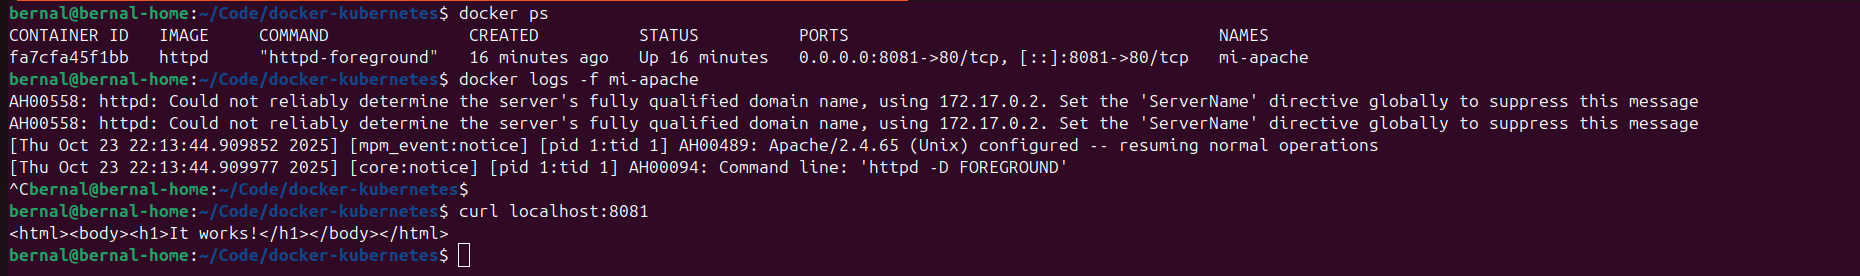 bernal@bernal-home:~/Code/docker-kubernetes$ docker ps
CONTAINER ID   IMAGE     COMMAND              CREATED          STATUS          PORTS                                     NAMES
fa7cfa45f1bb   httpd     "httpd-foreground"   16 minutes ago   Up 16 minutes   0.0.0.0:8081->80/tcp, [::]:8081->80/tcp   mi-apache
bernal@bernal-home:~/Code/docker-kubernetes$ docker logs -f mi-apache
AH00558: httpd: Could not reliably determine the server's fully qualified domain name, using 172.17.0.2. Set the 'ServerName' directive globally to suppress this message
AH00558: httpd: Could not reliably determine the server's fully qualified domain name, using 172.17.0.2. Set the 'ServerName' directive globally to suppress this message
[Thu Oct 23 22:13:44.909852 2025] [mpm_event:notice] [pid 1:tid 1] AH00489: Apache/2.4.65 (Unix) configured -- resuming normal operations
[Thu Oct 23 22:13:44.909977 2025] [core:notice] [pid 1:tid 1] AH00094: Command line: 'httpd -D FOREGROUND'
^Cbernal@bernal-home:~/Code/docker-kubernetes$
bernal@bernal-home:~/Code/docker-kubernetes$ curl localhost:8081
<html><body><h1>It works!</h1></body></html>
bernal@bernal-home:~/Code/docker-kubernetes$